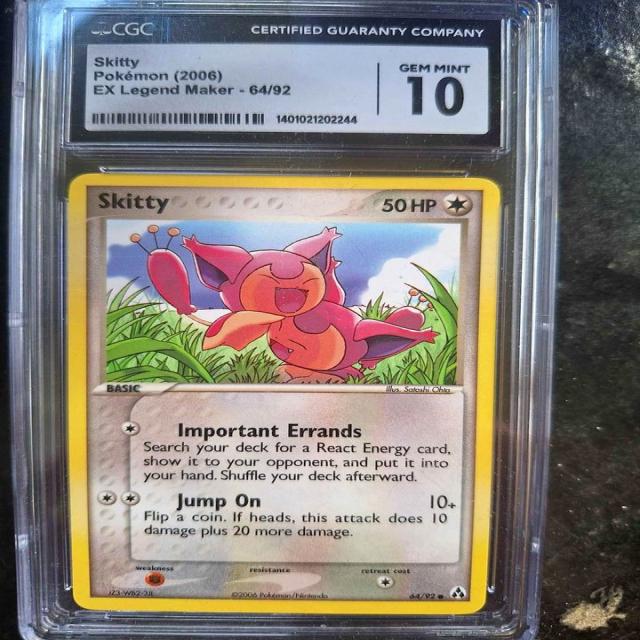 CGC CERTIFIED GUARANTY COMPANY
Skitty
Pokémon (2006)
EX Legend Maker - 64/92
GEM MINT
10
1401021202244
Skitty 50 HP
BASIC Illus. Satoshi Ohta
Important Errands
Search your deck for a React Energy card,
show it to your opponent, and put it into
your hand. Shuffle your deck afterward.
Jump On 10+
Flip a coin. If heads, this attack does 10
damage plus 20 more damage.
weakness resistance retreat cost
©2006 Pokémon/Nintendo 64/92